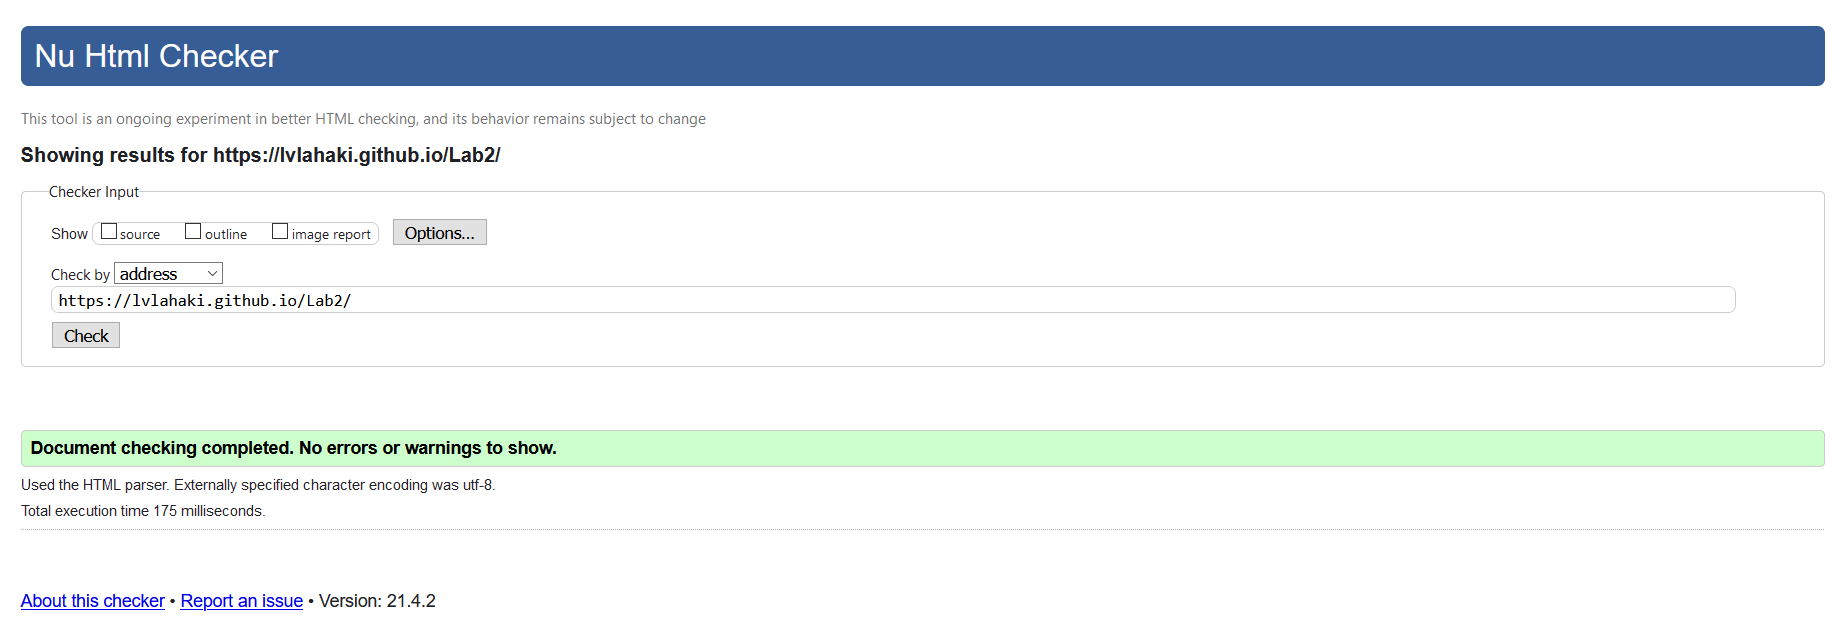 Nu Html Checker
This tool is an ongoing experiment in better HTML checking, and its behavior remains subject to change
Showing results for https://lvlahaki.github.io/Lab2/
Checker Input
Show source outline image report Options...
Check by address
https://lvlahaki.github.io/Lab2/
Check
Document checking completed. No errors or warnings to show.
Used the HTML parser. Externally specified character encoding was utf-8.
Total execution time 175 milliseconds.
About this checker • Report an issue • Version: 21.4.2